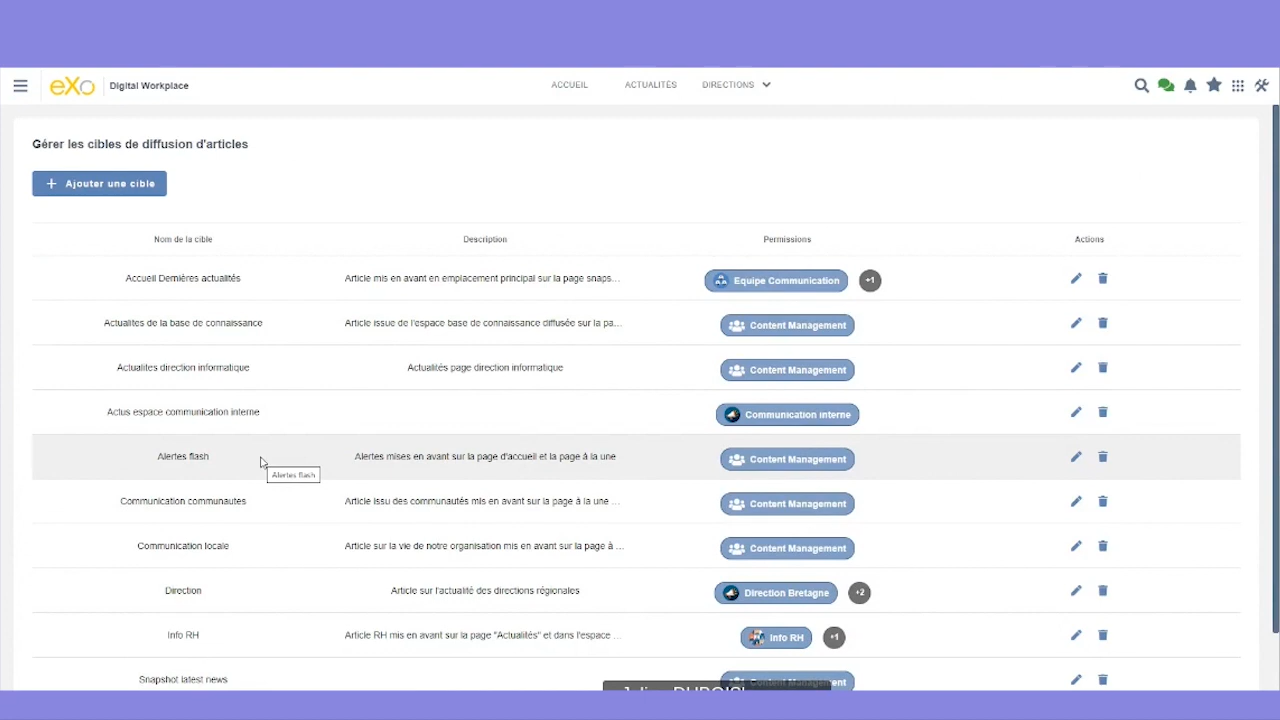 eXo
Digital Workplace
ACCUEIL
ACTUALITÉS
DIRECTIONS
Gérer les cibles de diffusion d'articles
+ Ajouter une cible
Nom de la cible
Description
Permissions
Actions
Accueil Dernières actualités
Article mis en avant en emplacement principal sur la page snaps...
Equipe Communication
+1
Actualites de la base de connaissance
Article issue de l'espace base de connaissance diffusée sur la pa...
Content Management
Actualites direction informatique
Actualités page direction informatique
Content Management
Actus espace communication interne
Communication interne
Alertes flash
Alertes mises en avant sur la page d'accueil et la page à la une
Content Management
Alertes flash
Communication communautes
Article issu des communautés mis en avant sur la page à la une ...
Content Management
Communication locale
Article sur la vie de notre organisation mis en avant sur la page à ...
Content Management
Direction
Article sur l'actualité des directions régionales
Direction Bretagne
+2
Info RH
Article RH mis en avant sur la page "Actualités" et dans l'espace ...
Info RH
+1
Snapshot latest news